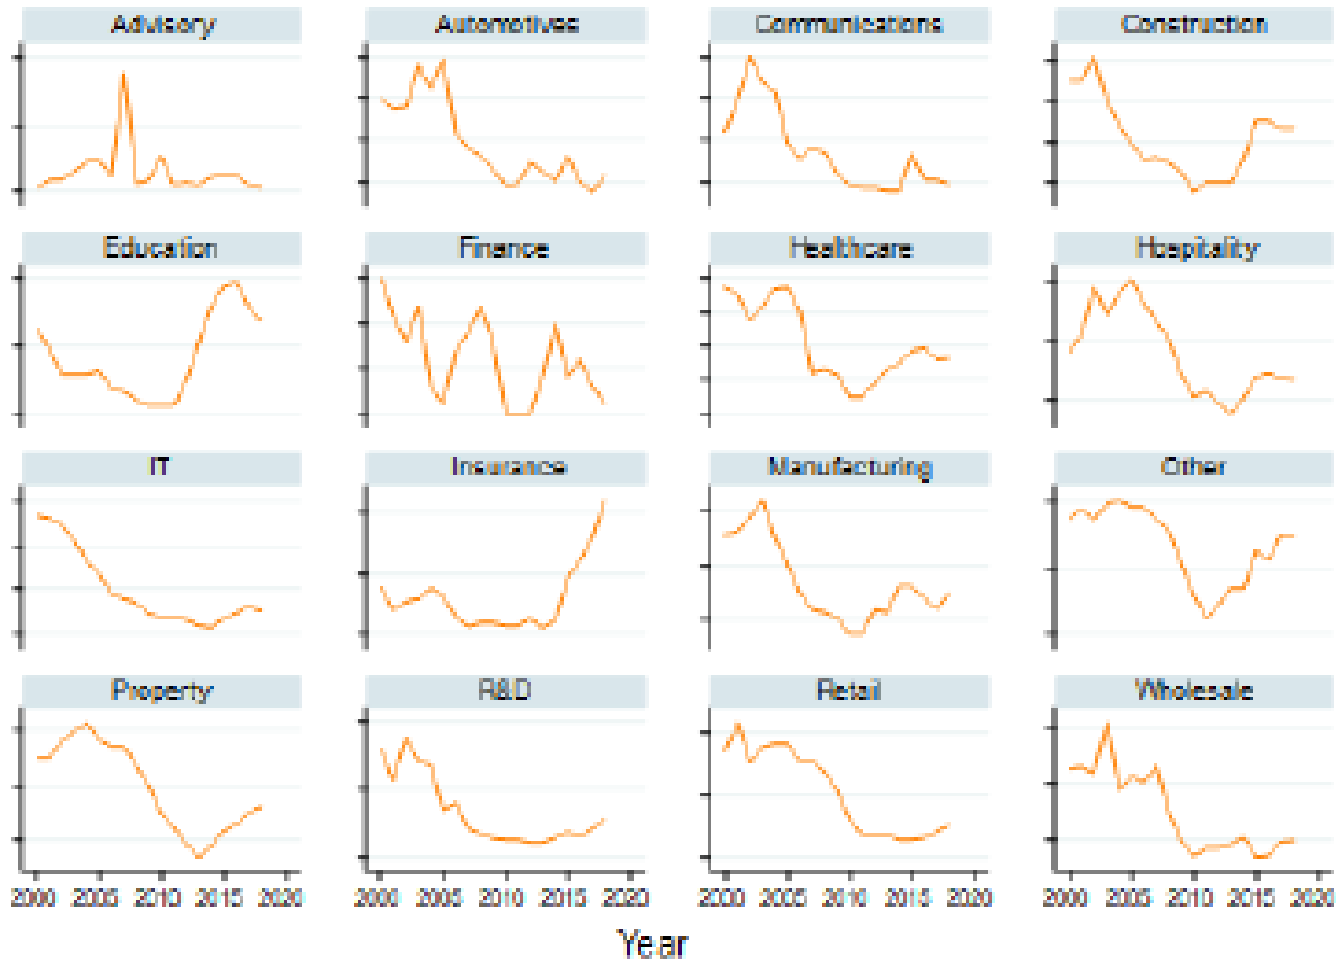 Advisory Automotives Communications Construction
Education Finance Healthcare Hospitality
IT Insurance Manufacturing Other
Property R&D Retail Wholesale
2000 2005 2010 2015 2020 2000 2005 2010 2015 2020 2000 2005 2010 2015 2020 2000 2005 2010 2015 2020
Year